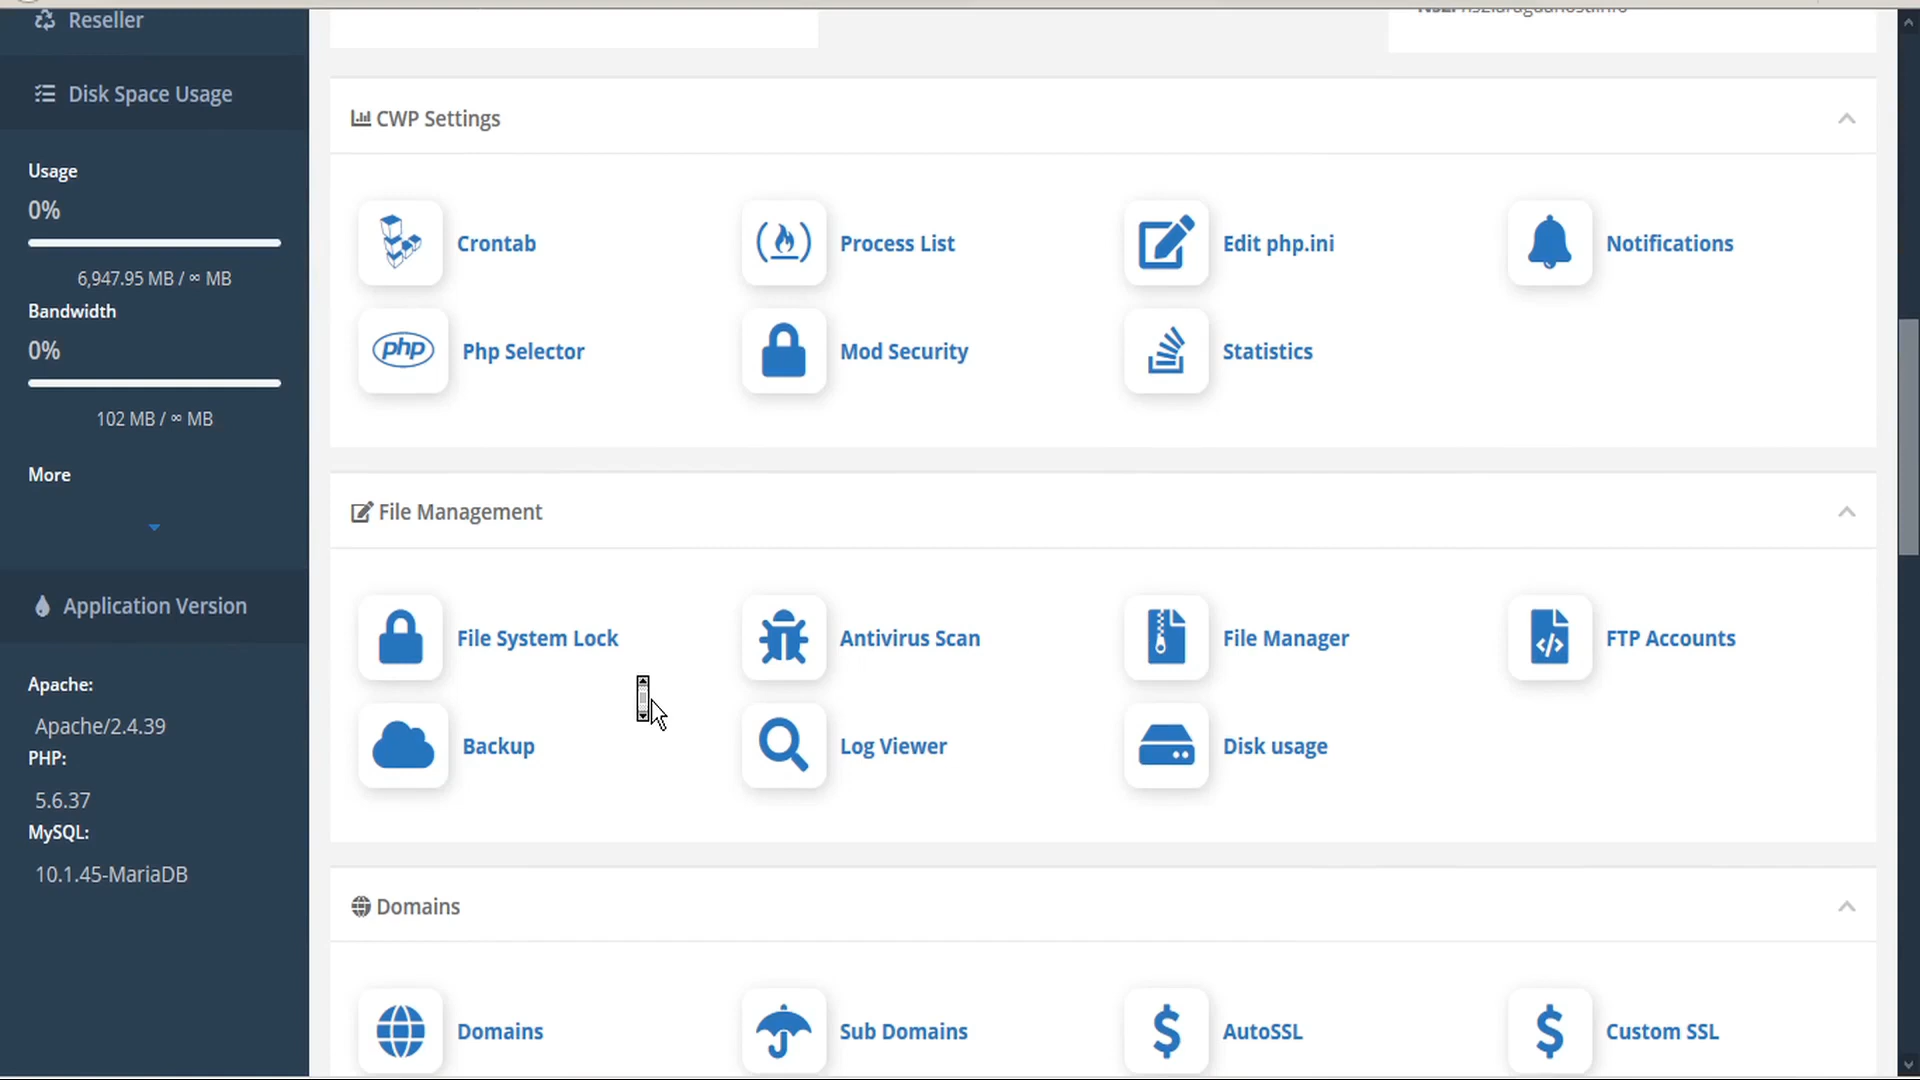 Reseller
Disk Space Usage
Usage
0%
6,947.95 MB / ∞ MB
Bandwidth
0%
102 MB / ∞ MB
More
Application Version
Apache:
Apache/2.4.39
PHP:
5.6.37
MySQL:
10.1.45-MariaDB
CWP Settings
Crontab
Process List
Edit php.ini
Notifications
php
Php Selector
Mod Security
Statistics
File Management
File System Lock
Antivirus Scan
File Manager
FTP Accounts
Backup
Log Viewer
Disk usage
Domains
Domains
Sub Domains
AutoSSL
Custom SSL